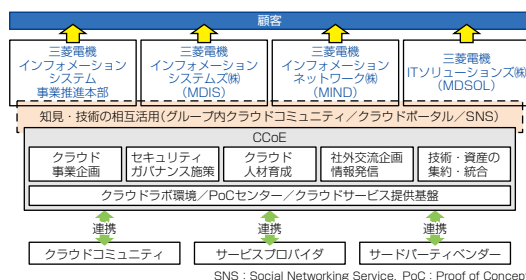 顧客
三菱電機
インフォメーション
システム
事業推進本部
三菱電機
インフォメーション
システムズ㈱
(MDIS)
三菱電機
インフォメーション
ネットワーク㈱
(MIND)
三菱電機
ITソリューションズ㈱
(MDSOL)
知見・技術の相互活用(グループ内クラウドコミュニティ／クラウドポータル／SNS)
CCoE
クラウド
事業企画
セキュリティ
ガバナンス施策
クラウド
人材育成
社外交流企画
情報発信
技術・資産の
集約・統合
クラウドラボ環境／PoCセンター／クラウドサービス提供基盤
連携
連携
連携
クラウドコミュニティ
サービスプロバイダ
サードパーティベンダー
SNS：Social Networking Service, PoC：Proof of Concept